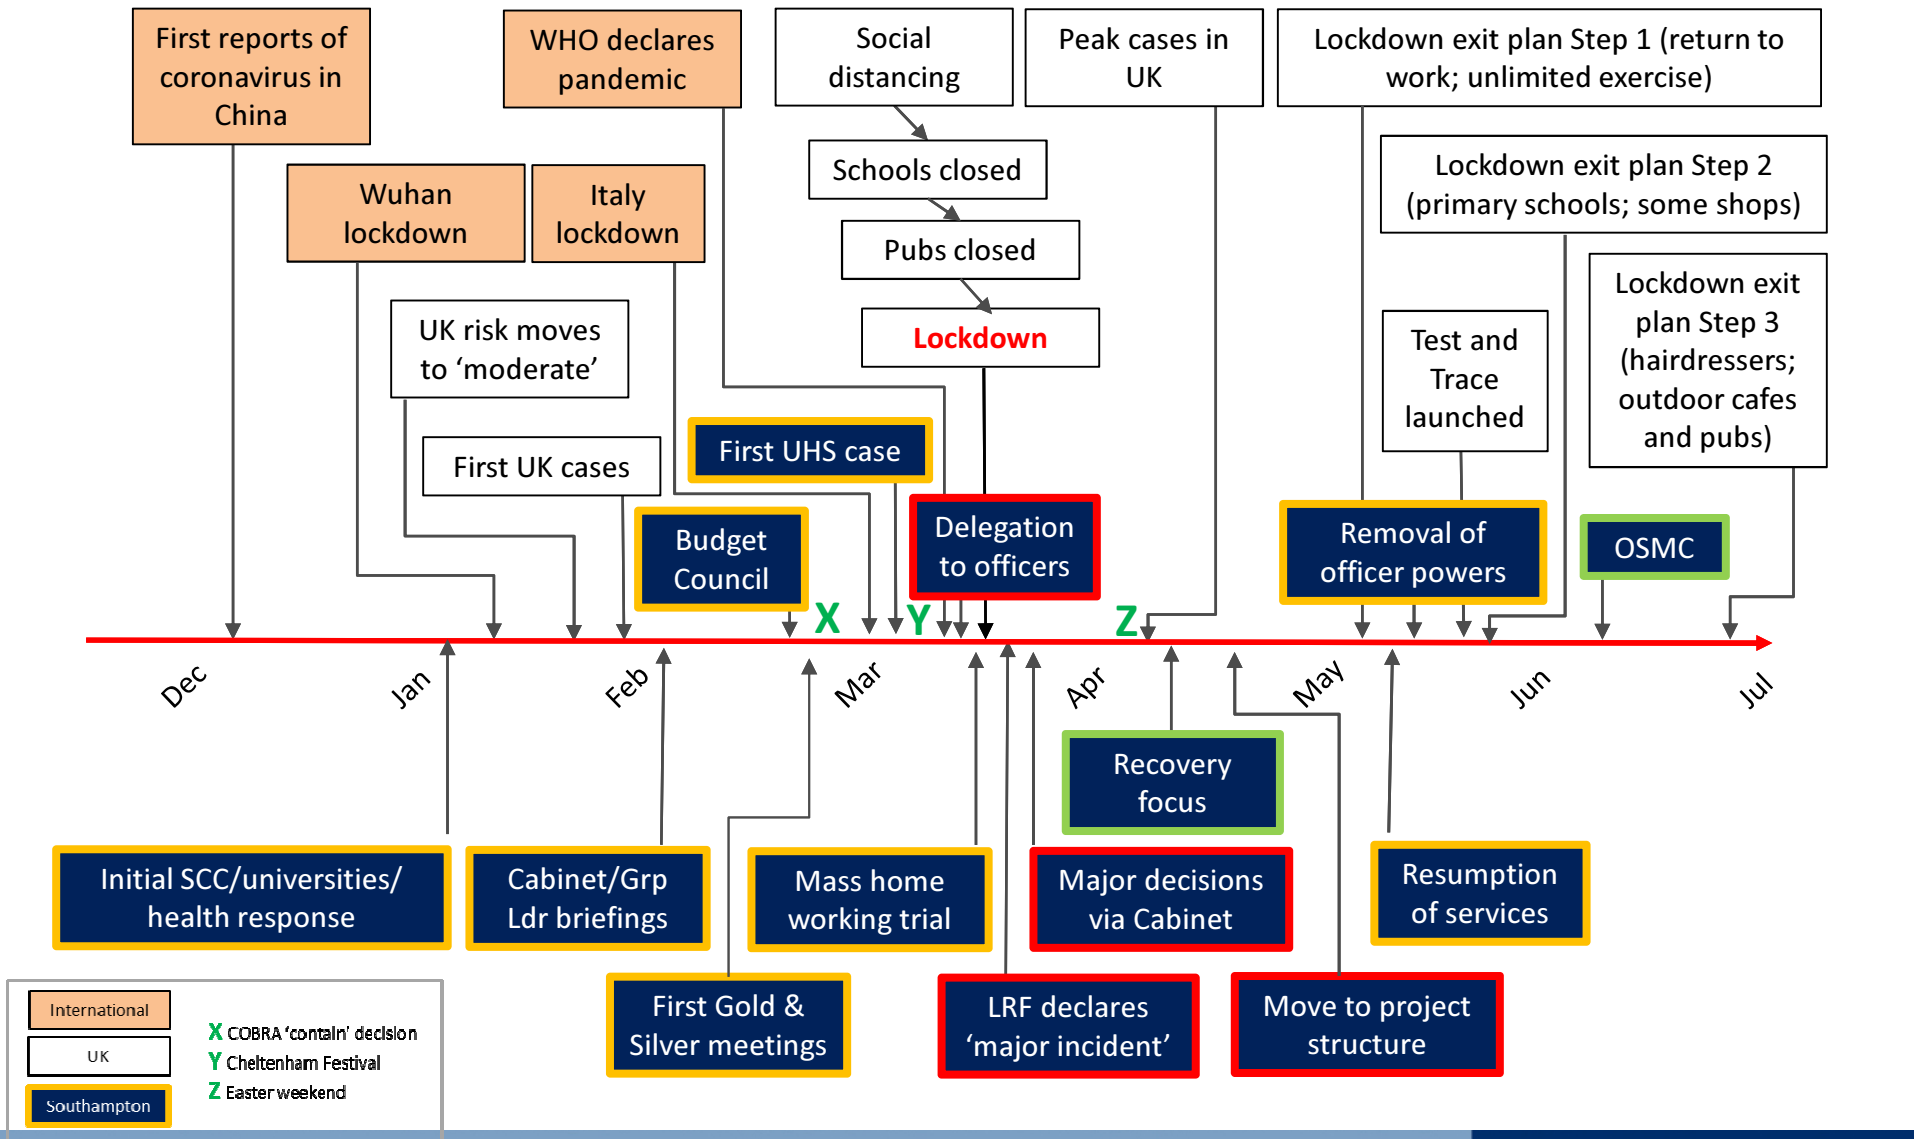 First reports of
coronavirus in
China
WHO declares
pandemic
Social
distancing
Peak cases in
UK
Lockdown exit plan Step 1 (return to
work; unlimited exercise)
Schools closed
Lockdown exit plan Step 2
(primary schools; some shops)
Wuhan
lockdown
Italy
lockdown
Pubs closed
Lockdown exit
plan Step 3
(hairdressers;
outdoor cafes
and pubs)
UK risk moves
to ‘moderate’
Lockdown
Test and
Trace
launched
First UK cases
First UHS case
Budget
Council
Delegation
to officers
Removal of
officer powers
OSMC
X
Y
Z
Dec
Jan
Feb
Mar
Apr
May
Jun
Jul
Recovery
focus
Initial SCC/universities/
health response
Cabinet/Grp
Ldr briefings
Mass home
working trial
Major decisions
via Cabinet
Resumption
of services
First Gold &
Silver meetings
LRF declares
‘major incident’
Move to project
structure
International
UK
Southampton
X COBRA ‘contain’ decision
Y Cheltenham Festival
Z Easter weekend